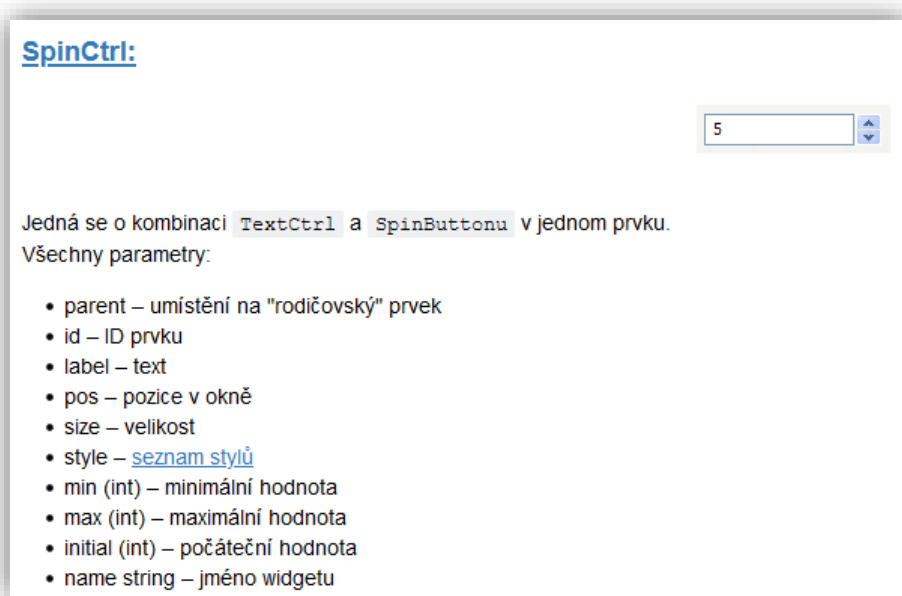 SpinCtrl:
5
Jedná se o kombinaci TextCtrl a SpinButtonu v jednom prvku.
Všechny parametry:
• parent – umístění na "rodičovský" prvek
• id – ID prvku
• label – text
• pos – pozice v okně
• size – velikost
• style – seznam stylů
• min (int) – minimální hodnota
• max (int) – maximální hodnota
• initial (int) – počáteční hodnota
• name string – jméno widgetu